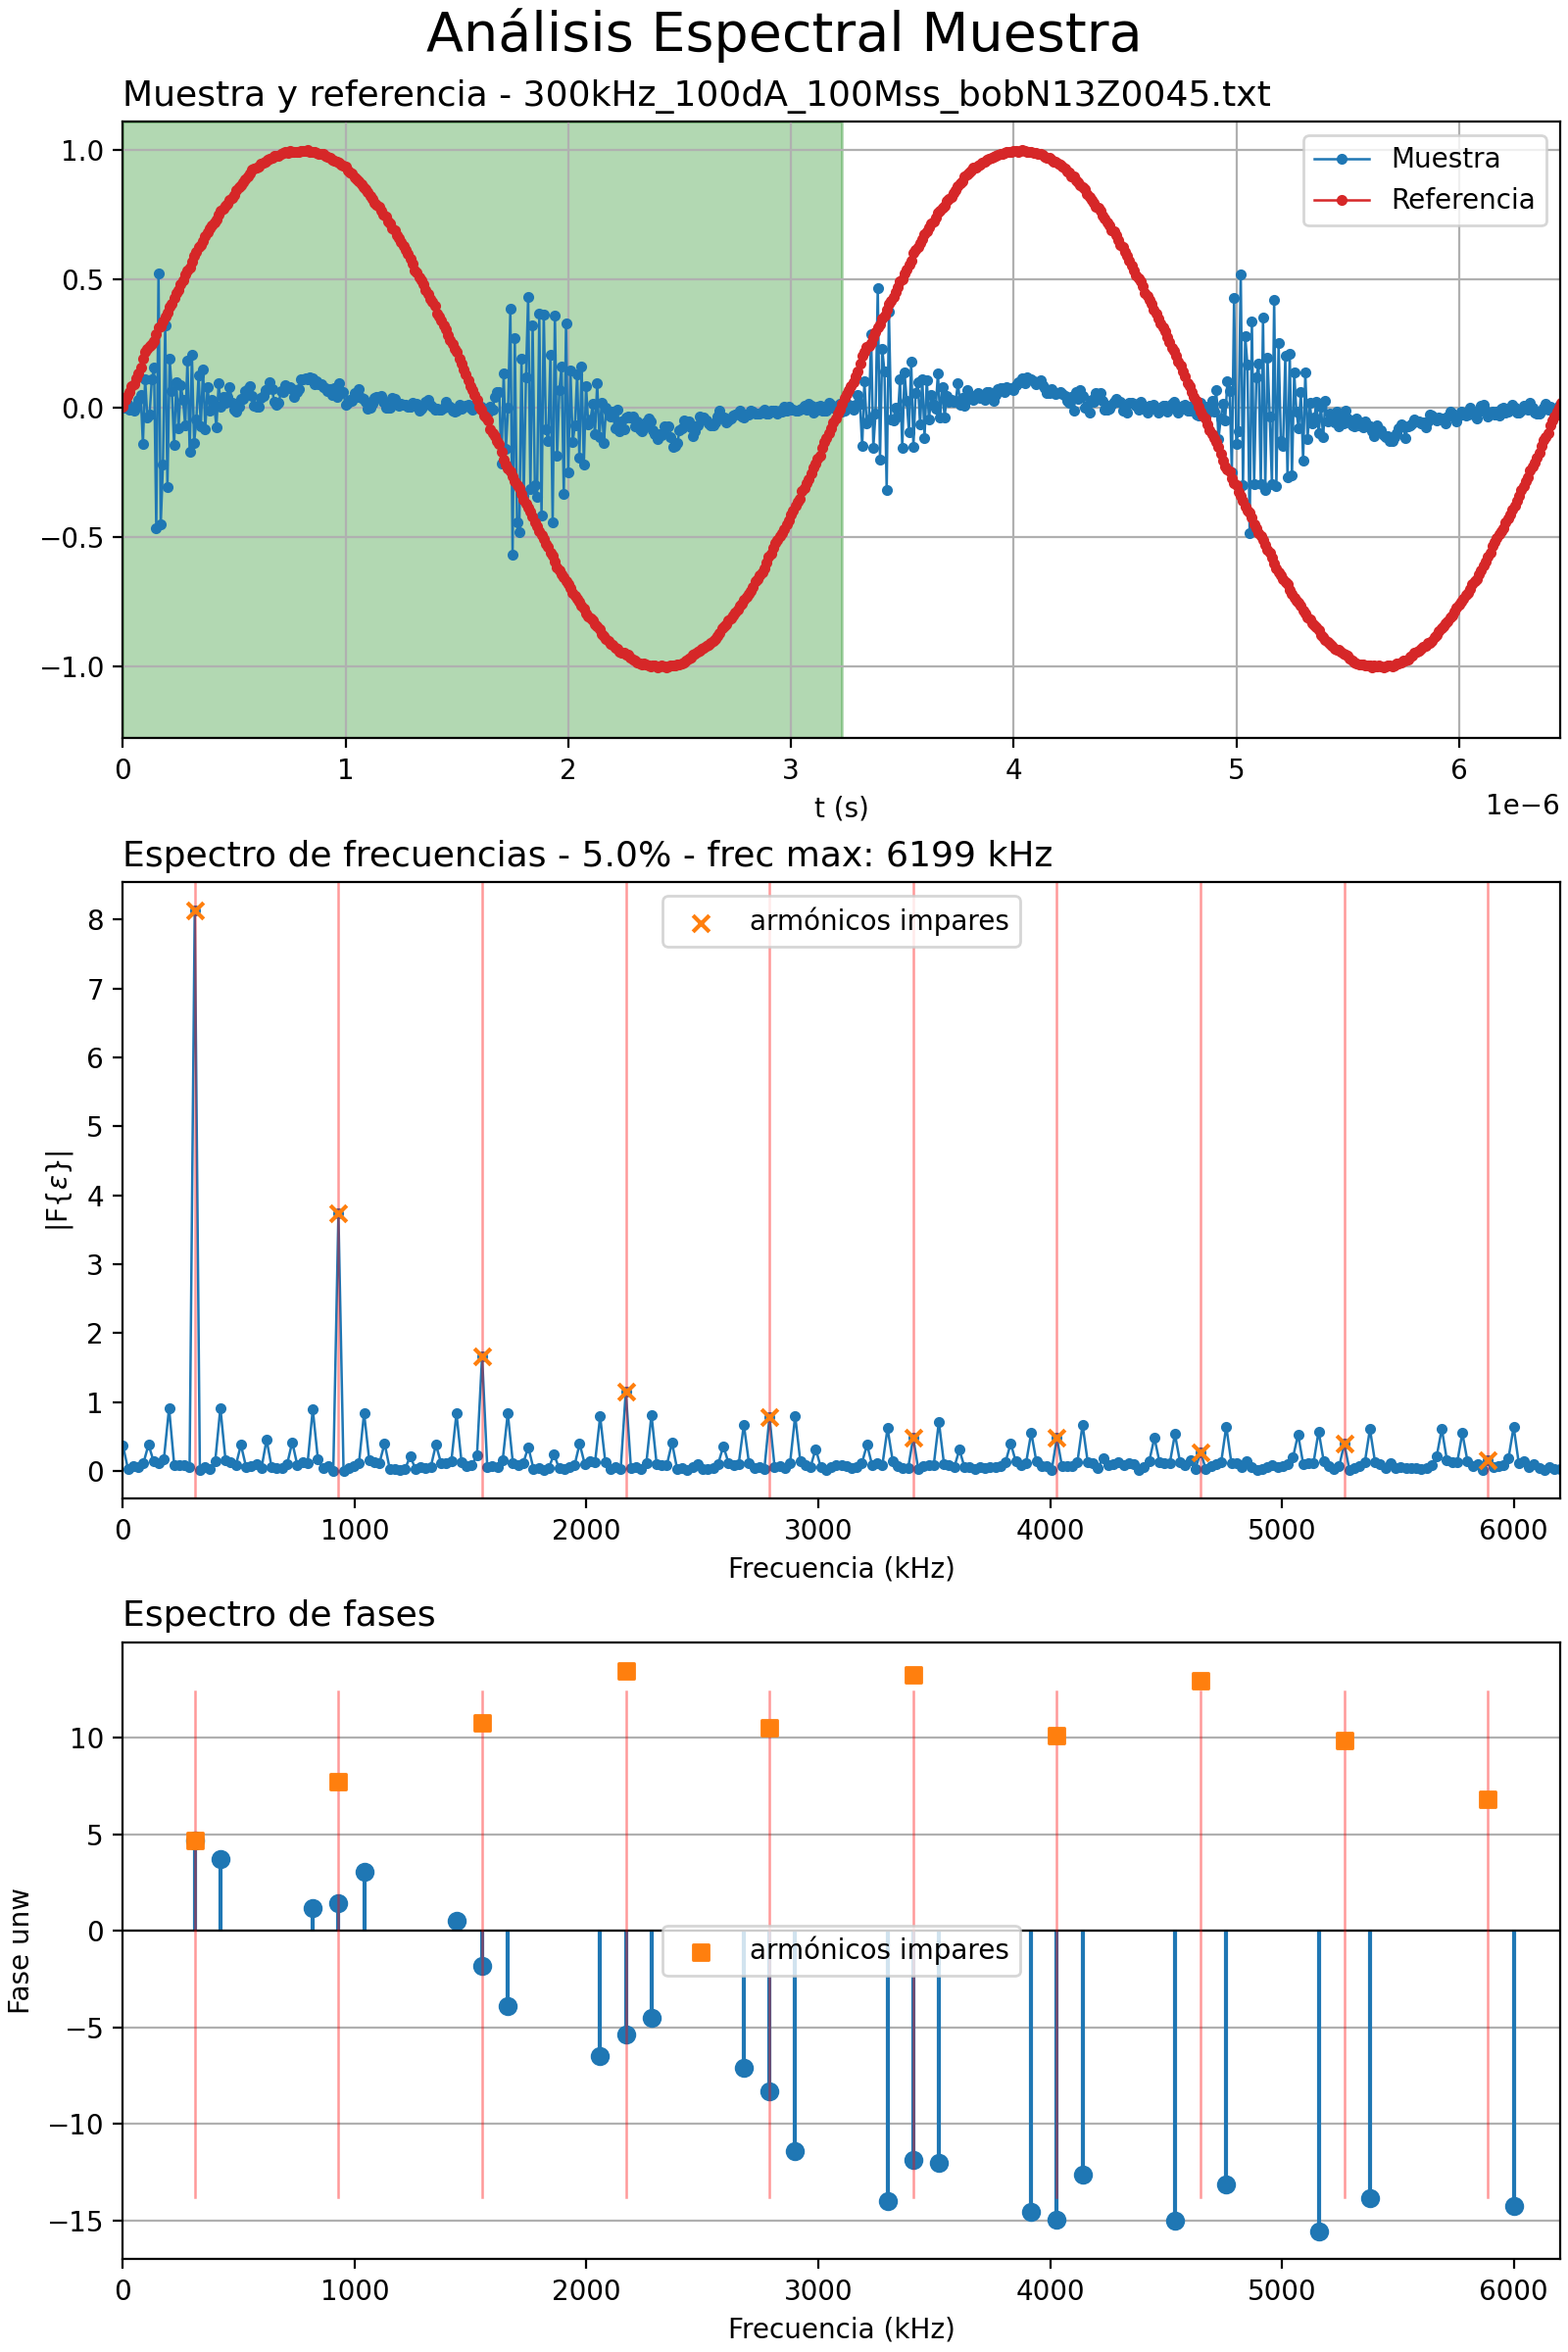 Análisis Espectral Muestra
Muestra y referencia - 300kHz_100dA_100Mss_bobN13Z0045.txt
1.0
0.5
0.0
−0.5
−1.0
Muestra
Referencia
0 1 2 3 4 5 6
1e−6
t (s)
Espectro de frecuencias - 5.0% - frec max: 6199 kHz
8
7
6
5
4
3
2
1
0
|F{ε}|
armónicos impares
0 1000 2000 3000 4000 5000 6000
Frecuencia (kHz)
Espectro de fases
10
5
0
−5
−10
−15
Fase unw
armónicos impares
0 1000 2000 3000 4000 5000 6000
Frecuencia (kHz)